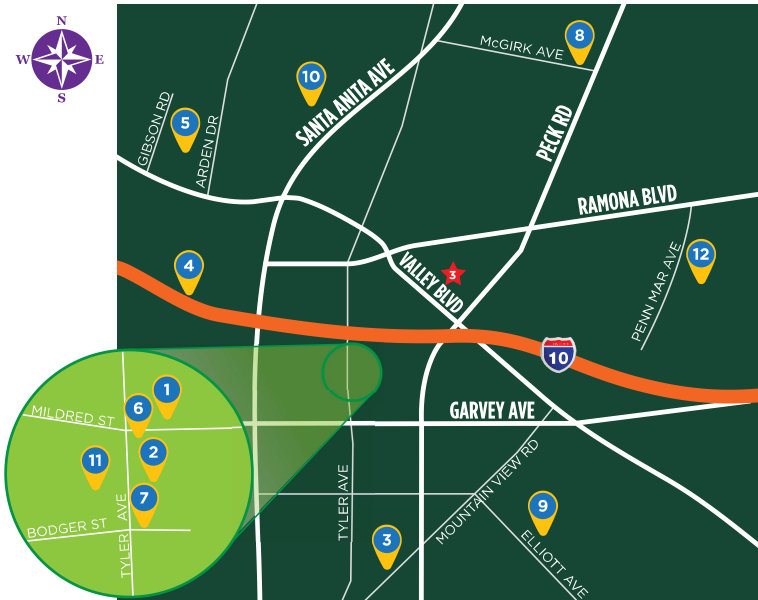 N
W E
S
8
McGIRK AVE
10
SANTA ANITA AVE
5
GIBSON RD
ARDEN DR
PECK RD
RAMONA BLVD
4
VALLEY BLVD
3
12
PENN MAR AVE
10
1
6
MILDRED ST
GARVEY AVE
2
11
7
TYLER AVE
BODGER ST
TYLER AVE
MOUNTAIN VIEW RD
9
3
ELLIOTT AVE